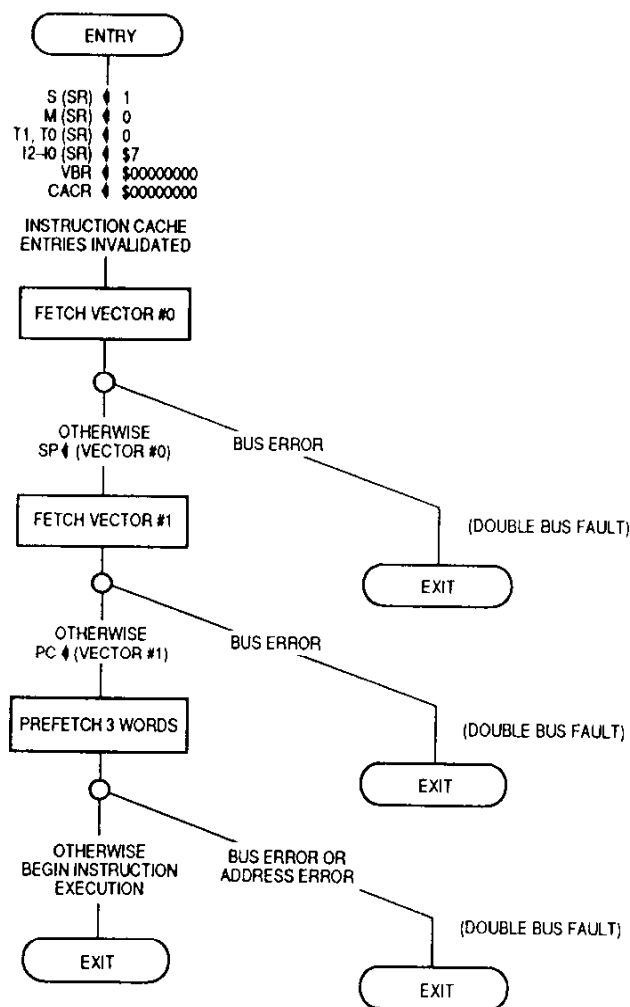 ENTRY
S (SR) ◀ 1
M (SR) ◀ 0
T1, T0 (SR) ◀ 0
I2–I0 (SR) ◀ $7
VBR ◀ $00000000
CACR ◀ $00000000
INSTRUCTION CACHE
ENTRIES INVALIDATED
FETCH VECTOR #0
OTHERWISE
SP ◀ (VECTOR #0)
BUS ERROR
FETCH VECTOR #1
(DOUBLE BUS FAULT)
EXIT
OTHERWISE
PC ◀ (VECTOR #1)
BUS ERROR
PREFETCH 3 WORDS
(DOUBLE BUS FAULT)
EXIT
OTHERWISE
BEGIN INSTRUCTION
EXECUTION
BUS ERROR OR
ADDRESS ERROR
(DOUBLE BUS FAULT)
EXIT
EXIT